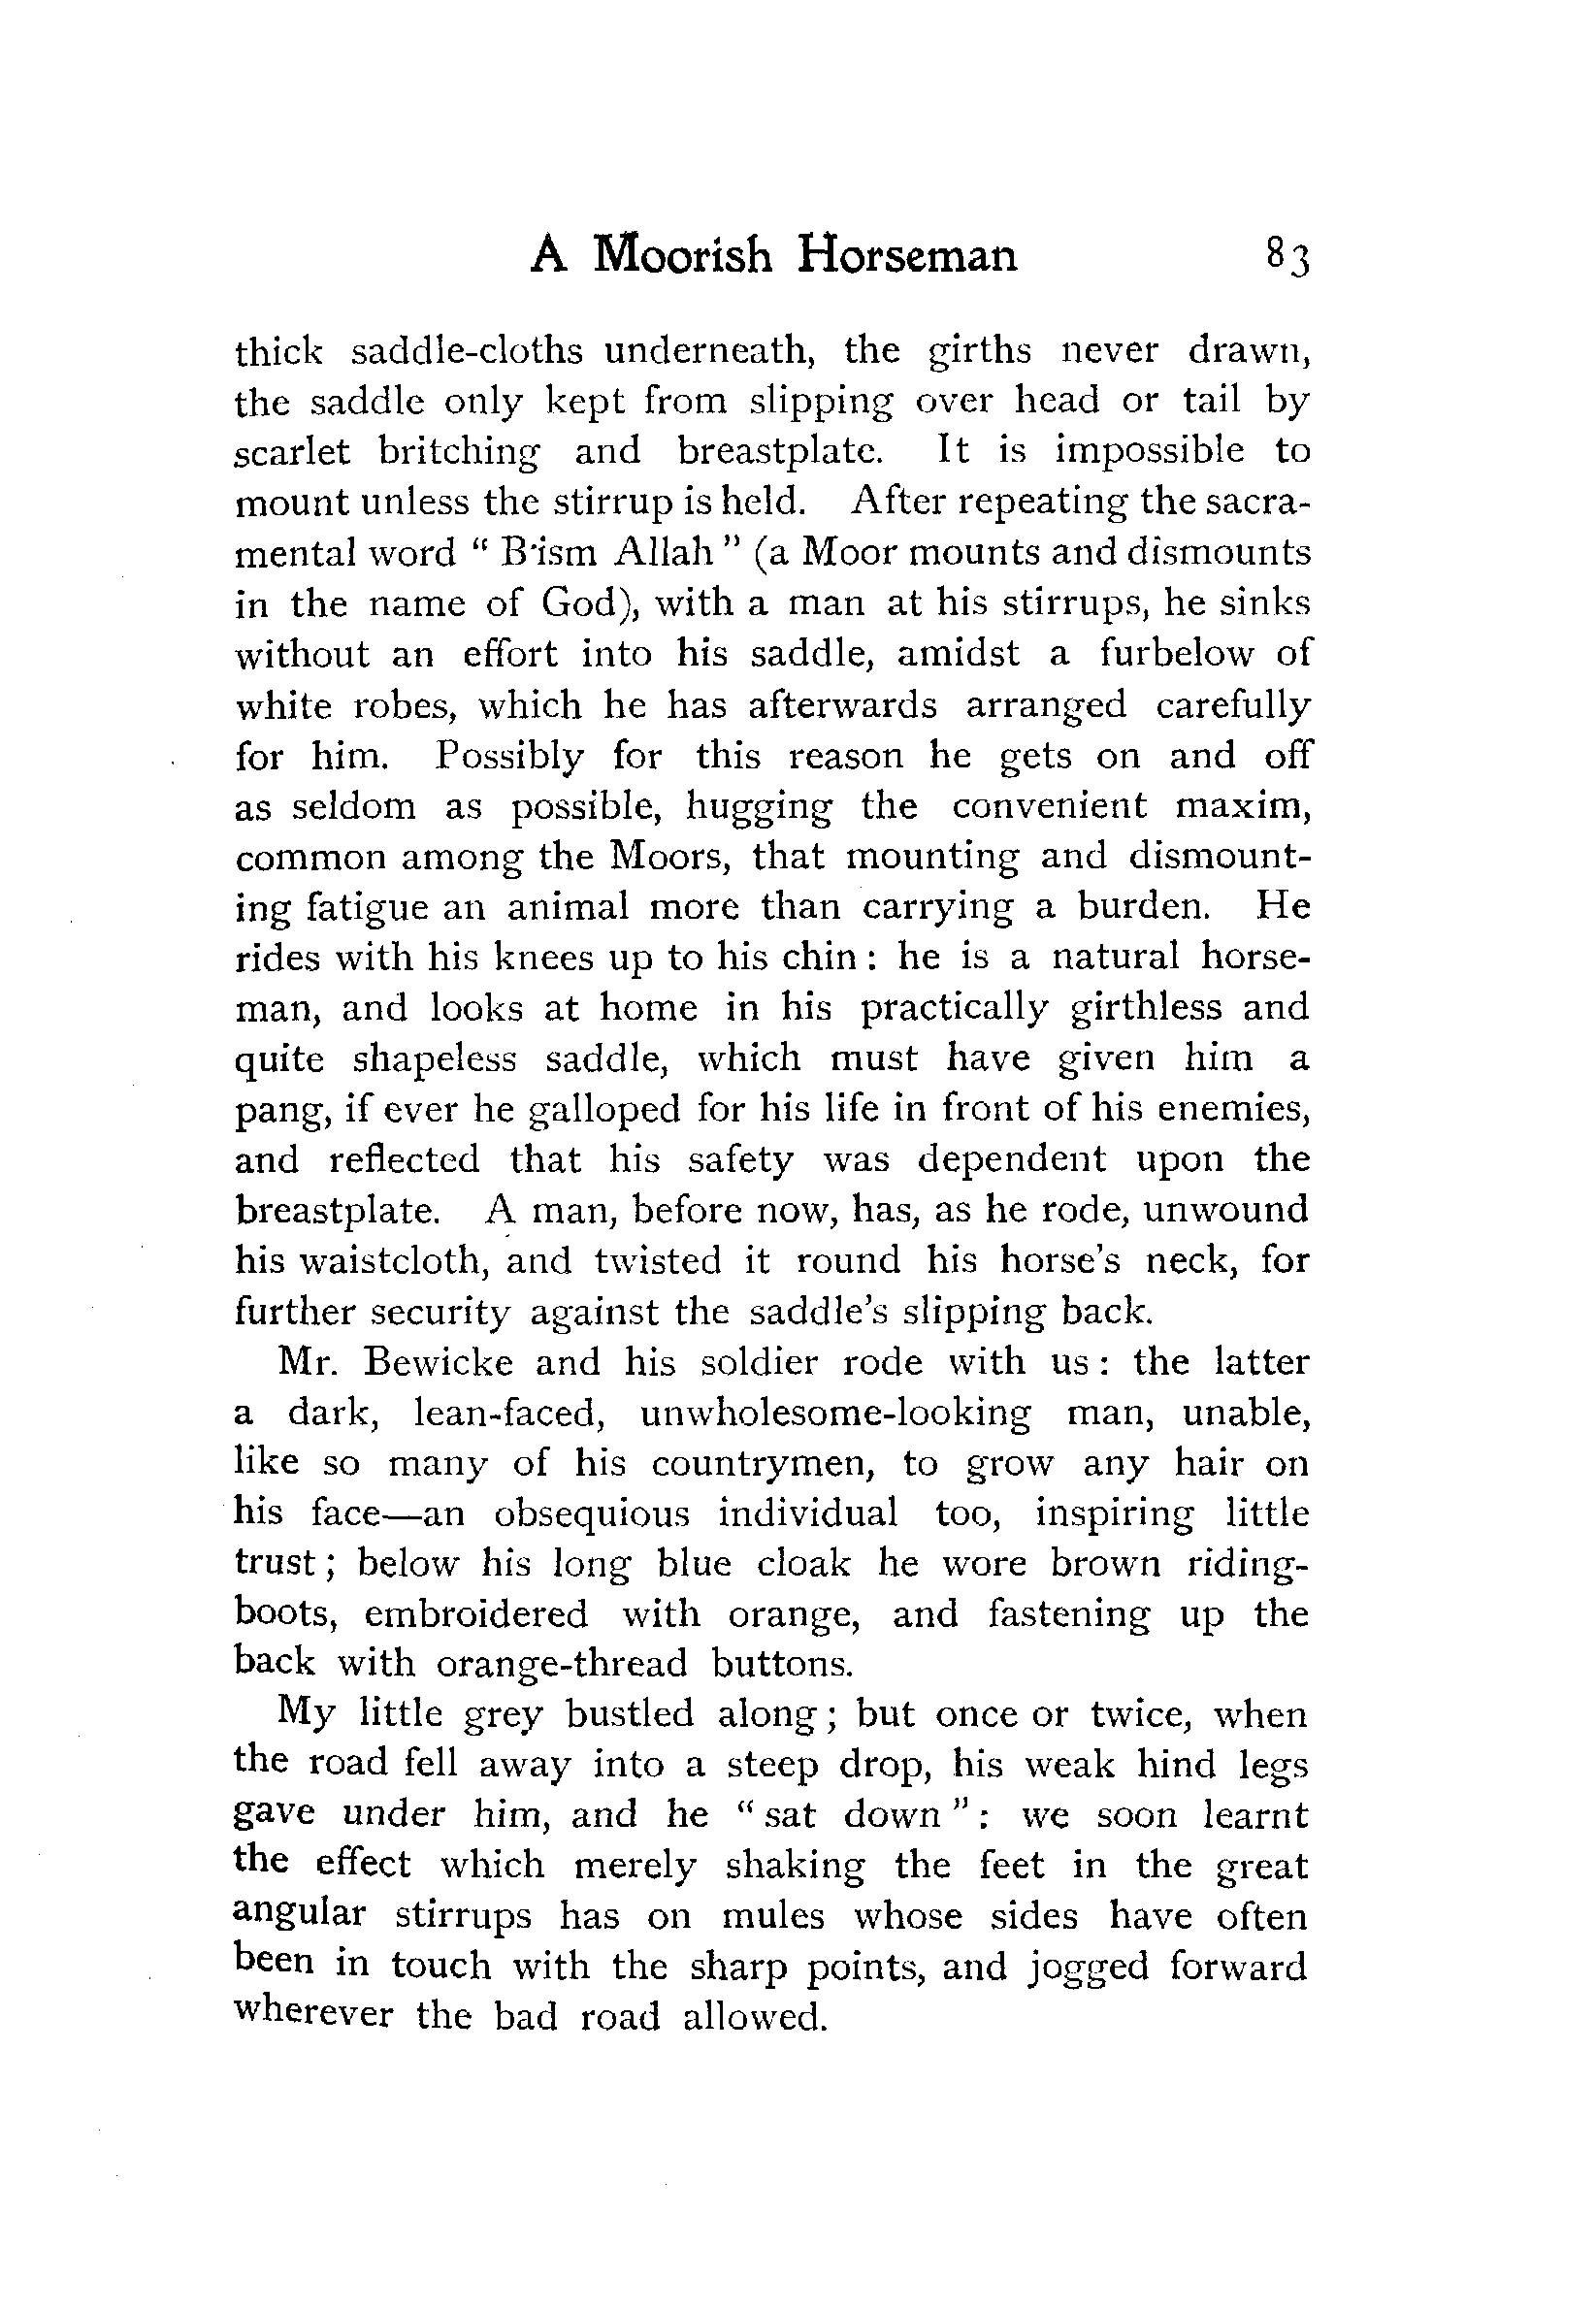 A Moorish Horseman 83
thick saddle-cloths underneath, the girths never drawn,
the saddle only kept from slipping over head or tail by
scarlet britching and breastplate. It is impossible to
mount unless the stirrup is held. After repeating the sacra-
mental word " B'ism Allah " (a Moor mounts and dismounts
in the name of God), with a man at his stirrups, he sinks
without an effort into his saddle, amidst a furbelow of
white robes, which he has afterwards arranged carefully
for him. Possibly for this reason he gets on and off
as seldom as possible, hugging the convenient maxim,
common among the Moors, that mounting and dismount-
ing fatigue an animal more than carrying a burden. He
rides with his knees up to his chin : he is a natural horse-
man, and looks at home in his practically girthless and
quite shapeless saddle, which must have given him a
pang, if ever he galloped for his life in front of his enemies,
and reflected that his safety was dependent upon the
breastplate. A man, before now, has, as he rode, unwound
his waistcloth, and twisted it round his horse's neck, for
further security against the saddle's slipping back.
Mr. Bewicke and his soldier rode with us : the latter
a dark, lean-faced, unwholesome-looking man, unable,
like so many of his countrymen, to grow any hair on
his face—an obsequious individual too, inspiring little
trust ; below his long blue cloak he wore brown riding-
boots, embroidered with orange, and fastening up the
back with orange-thread buttons.
My little grey bustled along ; but once or twice, when
the road fell away into a steep drop, his weak hind legs
gave under him, and he " sat down " : we soon learnt
the effect which merely shaking the feet in the great
angular stirrups has on mules whose sides have often
been in touch with the sharp points, and jogged forward
wherever the bad road allowed.